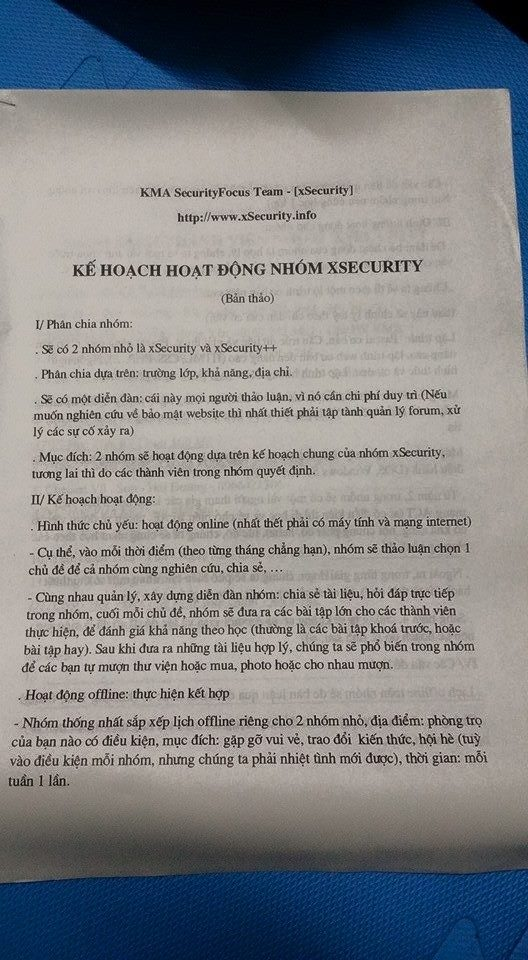 KMA SecurityFocus Team - [xSecurity]
http://www.xSecurity.info
KẾ HOẠCH HOẠT ĐỘNG NHÓM XSECURITY
(Bản thảo)
I/ Phân chia nhóm:
. Sẽ có 2 nhóm nhỏ là xSecurity và xSecurity++
. Phân chia dựa trên: trường lớp, khả năng, địa chỉ.
. Sẽ có một diễn đàn: cái này mọi người thảo luận, vì nó cần chi phí duy trì (Nếu
muốn nghiên cứu về bảo mật website thì nhất thiết phải tập tành quản lý forum, xử
lý các sự cố xảy ra)
. Mục đích: 2 nhóm sẽ hoạt động dựa trên kế hoạch chung của nhóm xSecurity,
tương lai thì do các thành viên trong nhóm quyết định.
II/ Kế hoạch hoạt động:
. Hình thức chủ yếu: hoạt động online (nhất thết phải có máy tính và mạng internet)
- Cụ thể, vào mỗi thời điểm (theo từng tháng chẳng hạn), nhóm sẽ thảo luận chọn 1
chủ đề để cả nhóm cùng nghiên cứu, chia sẻ, …
- Cùng nhau quản lý, xây dựng diễn đàn nhóm: chia sẻ tài liệu, hỏi đáp trực tiếp
trong nhóm, cuối mỗi chủ đề, nhóm sẽ đưa ra các bài tập lớn cho các thành viên
thực hiện, để đánh giá khả năng theo học (thường là các bài tập khoá trước, hoặc
bài tập hay). Sau khi đưa ra những tài liệu hợp lý, chúng ta sẽ phổ biến trong nhóm
để các bạn tự mượn thư viện hoặc mua, photo hoặc cho nhau mượn.
. Hoạt động offline: thực hiện kết hợp
- Nhóm thống nhất sắp xếp lịch offline riêng cho 2 nhóm nhỏ, địa điểm: phòng trọ
của bạn nào có điều kiện, mục đích: gặp gỡ vui vẻ, trao đổi kiến thức, hội hè (tuỳ
vào điều kiện mỗi nhóm, nhưng chúng ta phải nhiệt tình mới được), thời gian: mỗi
tuần 1 lần.